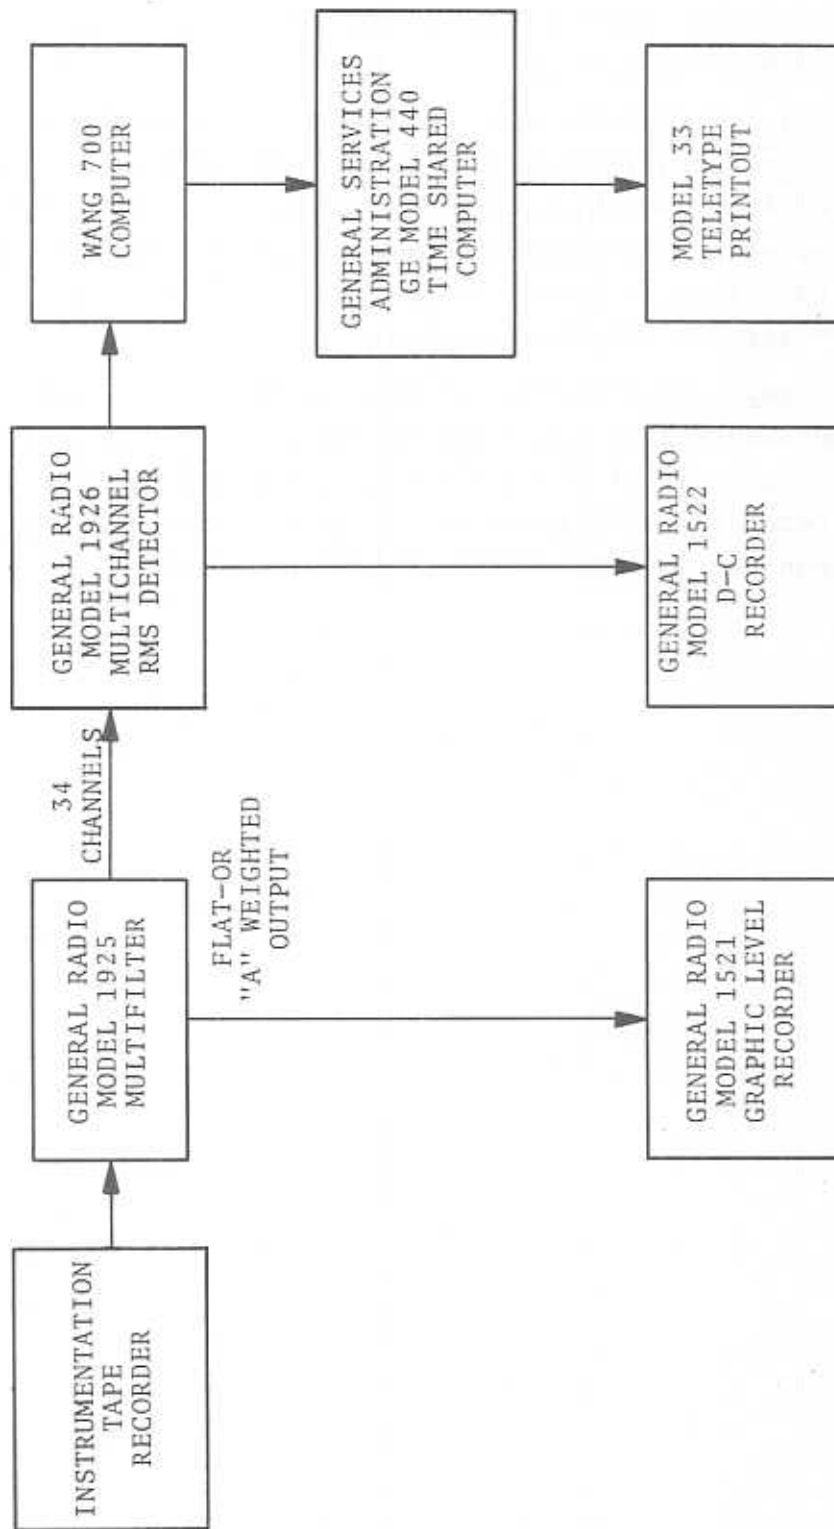 INSTRUMENTATION
TAPE
RECORDER
GENERAL RADIO
MODEL 1925
MULTIFILTER
34
CHANNELS
GENERAL RADIO
MODEL 1926
MULTICHANNEL
RMS DETECTOR
WANG 700
COMPUTER
FLAT-OR
"A" WEIGHTED
OUTPUT
GENERAL SERVICES
ADMINISTRATION
GE MODEL 440
TIME SHARED
COMPUTER
GENERAL RADIO
MODEL 1521
GRAPHIC LEVEL
RECORDER
GENERAL RADIO
MODEL 1522
D-C
RECORDER
MODEL 33
TELETYPE
PRINTOUT